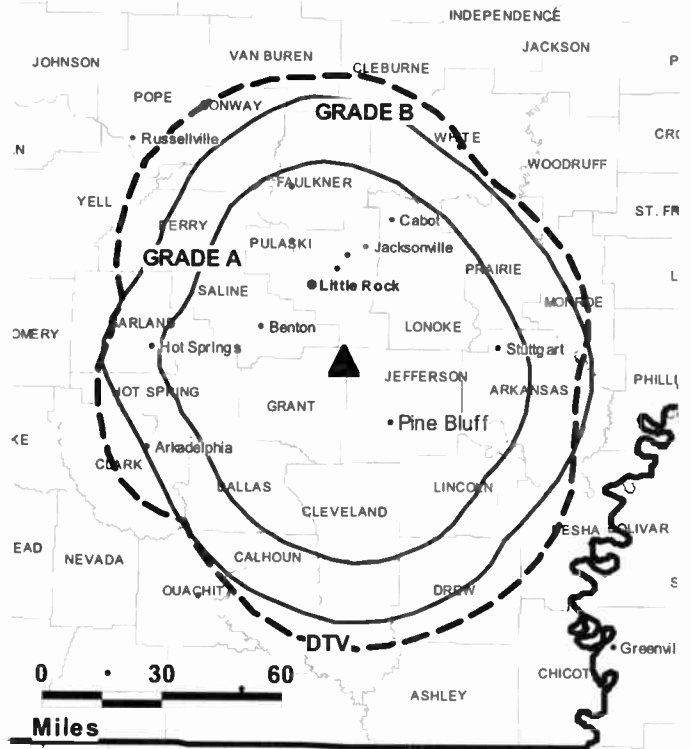 INDEPENDENCE
JACKSON
JOHNSON
VAN BUREN
CLEBURNE
P
POPE
CONWAY
GRADE B
WHITE
CRO
Russellville
.N
WOODRUFF
FAULKNER
YELL
ST. FR
PERRY
Cabot
PULASKI
Jacksonville
GRADE A
PRAIRIE
L
SALINE
Little Rock
MONROE
GARLAND
OMERY
Benton
LONOKE
Hot Springs
Stuttgart
JEFFERSON
PHILLI
HOT SPRING
ARKANSAS
GRANT
Pine Bluff
KE
Arkadelphia
CLARK
DALLAS
LINCOLN
CLEVELAND
ESHA
BOLIVAR
EAD
NEVADA
CALHOUN
S
OUACHITA
DREW
DTV
Greenvil
0 30 60
CHICOT
ASHLEY
Miles